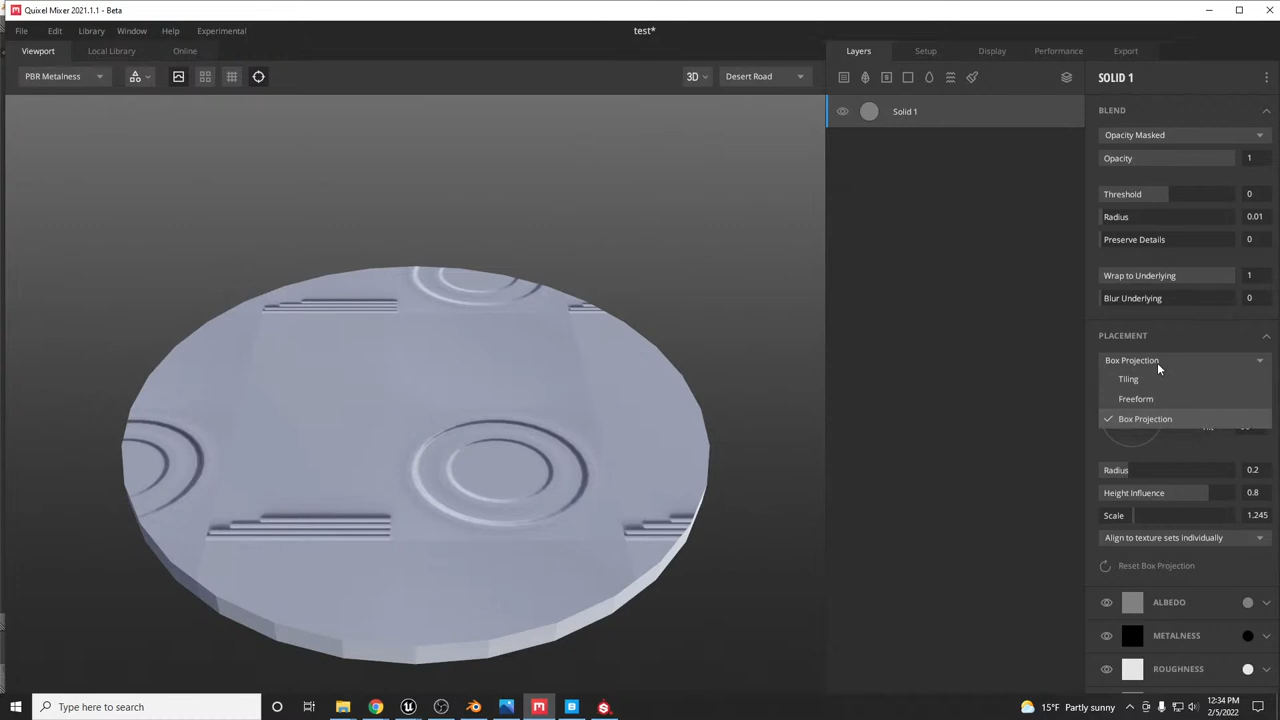 Quixel Mixer 2021.1.1 - Beta
File Edit Library Window Help Experimental
test*
Viewport Local Library Online
Layers Setup Display Performance Export
PBR Metalness
3D
Desert Road
SOLID 1
Solid 1
BLEND
Opacity Masked
Opacity 1
Threshold 0
Radius 0.01
Preserve Details 0
Wrap to Underlying 1
Blur Underlying 0
PLACEMENT
Box Projection
Tiling
Freeform
Box Projection
Radius 0.2
Height Influence 0.8
Scale 1.245
Align to texture sets individually
Reset Box Projection
ALBEDO
METALNESS
ROUGHNESS
Type here to search
15°F Partly sunny
12:34 PM
2/5/2022